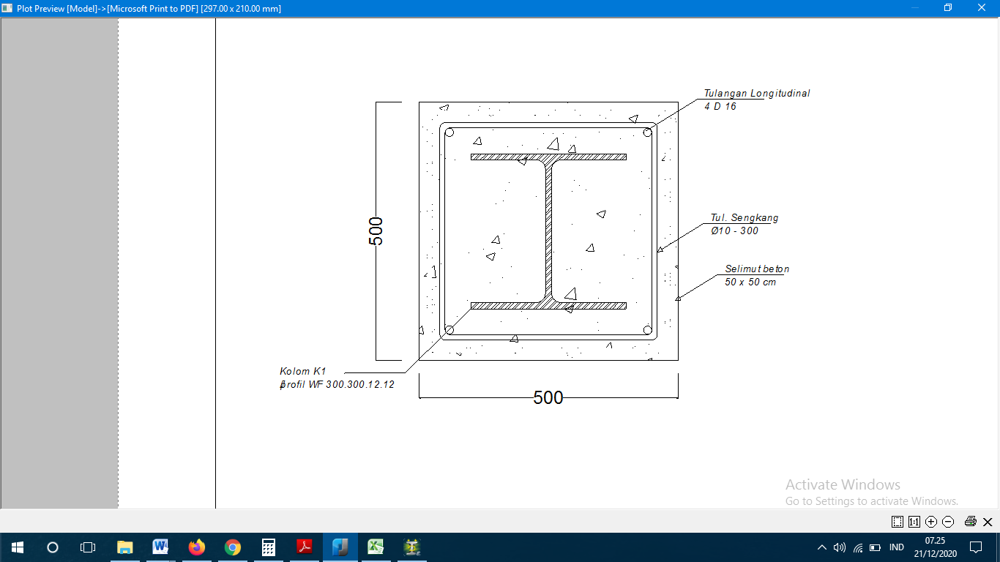 Plot Preview [Model]->[Microsoft Print to PDF] [297.00 x 210.00 mm]
Tulangan Longitudinal
4 D 16
500
Tul. Sengkang
Ø10 - 300
Selimut beton
50 x 50 cm
Kolom K1
profil WF 300.300.12.12
500
Activate Windows
Go to Settings to activate Windows.
1:1
IND
07.25
21/12/2020